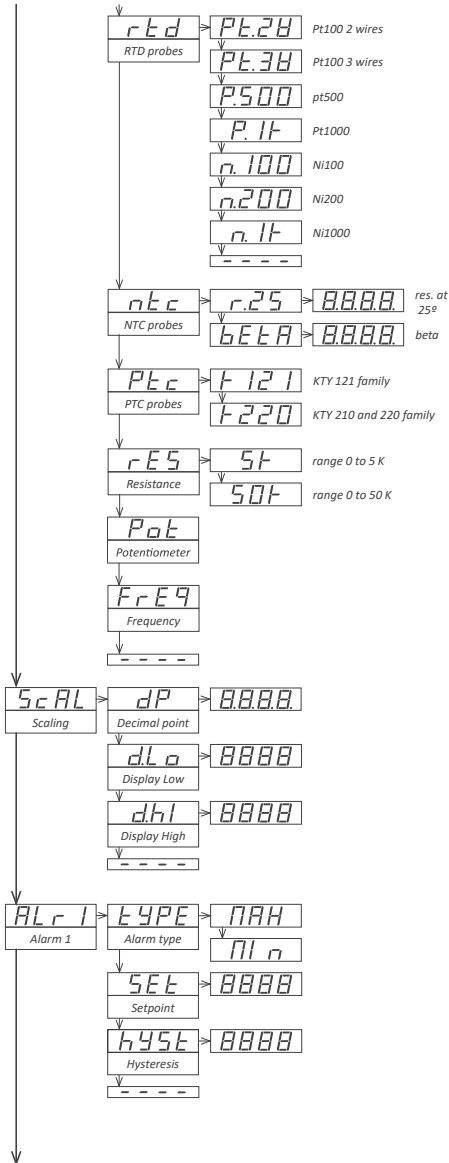 rtd Pt.2W Pt100 2 wires
RTD probes
Pt.3W Pt100 3 wires
P.500 pt500
P. 1k Pt1000
n. 100 Ni100
n.200 Ni200
n. 1k Ni1000
- - - -
ntc r.25 8.8.8.8. res. at
25º
NTC probes
bEtA 8.8.8.8. beta
Ptc k 121 KTY 121 family
PTC probes
k220 KTY 210 and 220 family
rES 5k range 0 to 5 K
Resistance
50k range 0 to 50 K
Pot
Potentiometer
FrEq
Frequency
- - - -
ScAL dP 8.8.8.8.
Scaling Decimal point
d.Lo 8888
Display Low
d.hI 8888
Display High
- - - -
ALr1 tYPE MAX
Alarm 1 Alarm type
MIn
SEt 8888
Setpoint
hYSt 8888
Hysteresis
- - - -